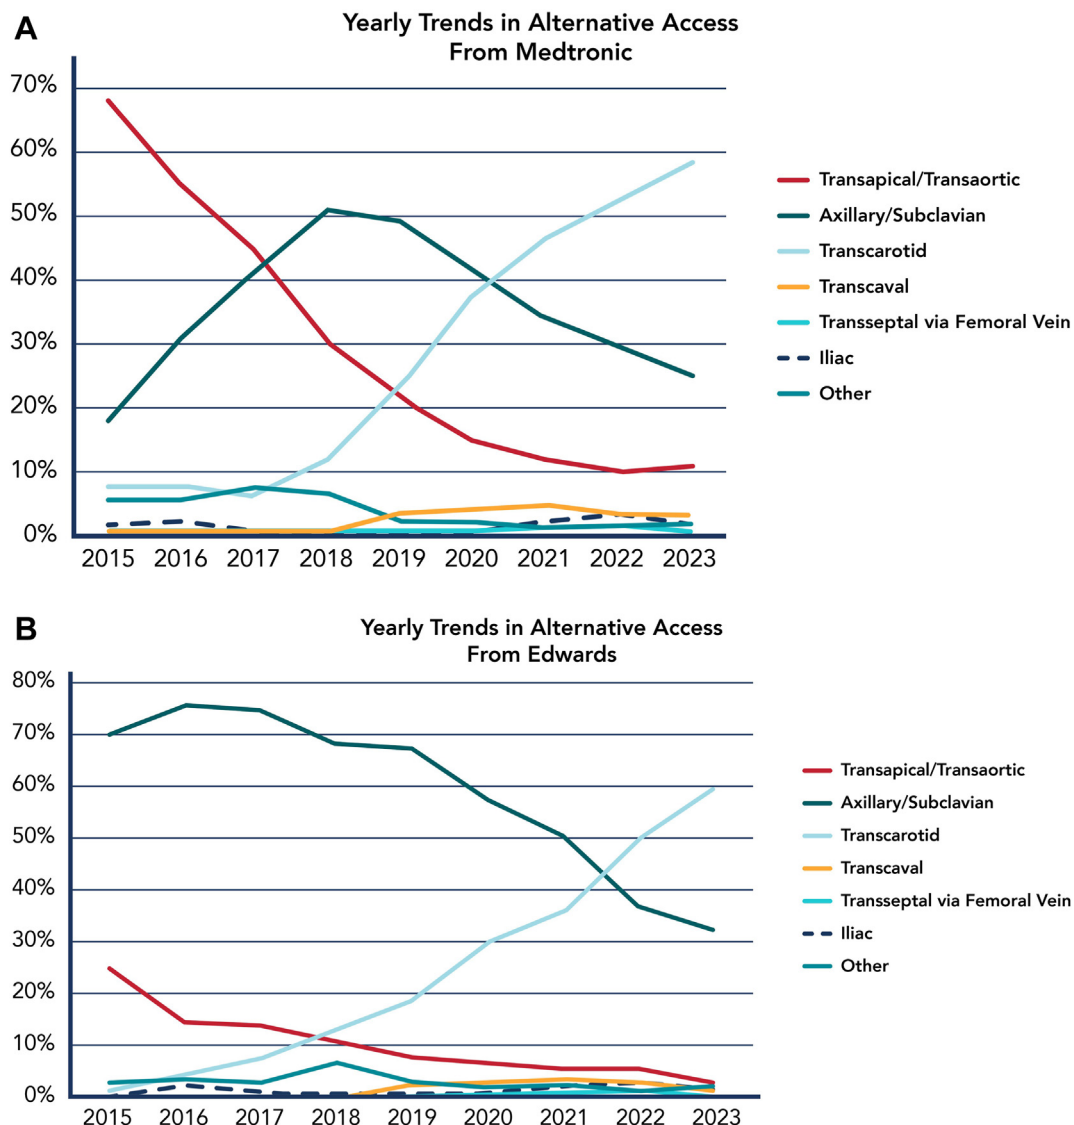 A
Yearly Trends in Alternative Access
From Medtronic
70%
60%
50%
40%
30%
20%
10%
0%
2015 2016 2017 2018 2019 2020 2021 2022 2023
Transapical/Transaortic
Axillary/Subclavian
Transcarotid
Transcaval
Transseptal via Femoral Vein
Iliac
Other
B
Yearly Trends in Alternative Access
From Edwards
80%
70%
60%
50%
40%
30%
20%
10%
0%
2015 2016 2017 2018 2019 2020 2021 2022 2023
Transapical/Transaortic
Axillary/Subclavian
Transcarotid
Transcaval
Transseptal via Femoral Vein
Iliac
Other